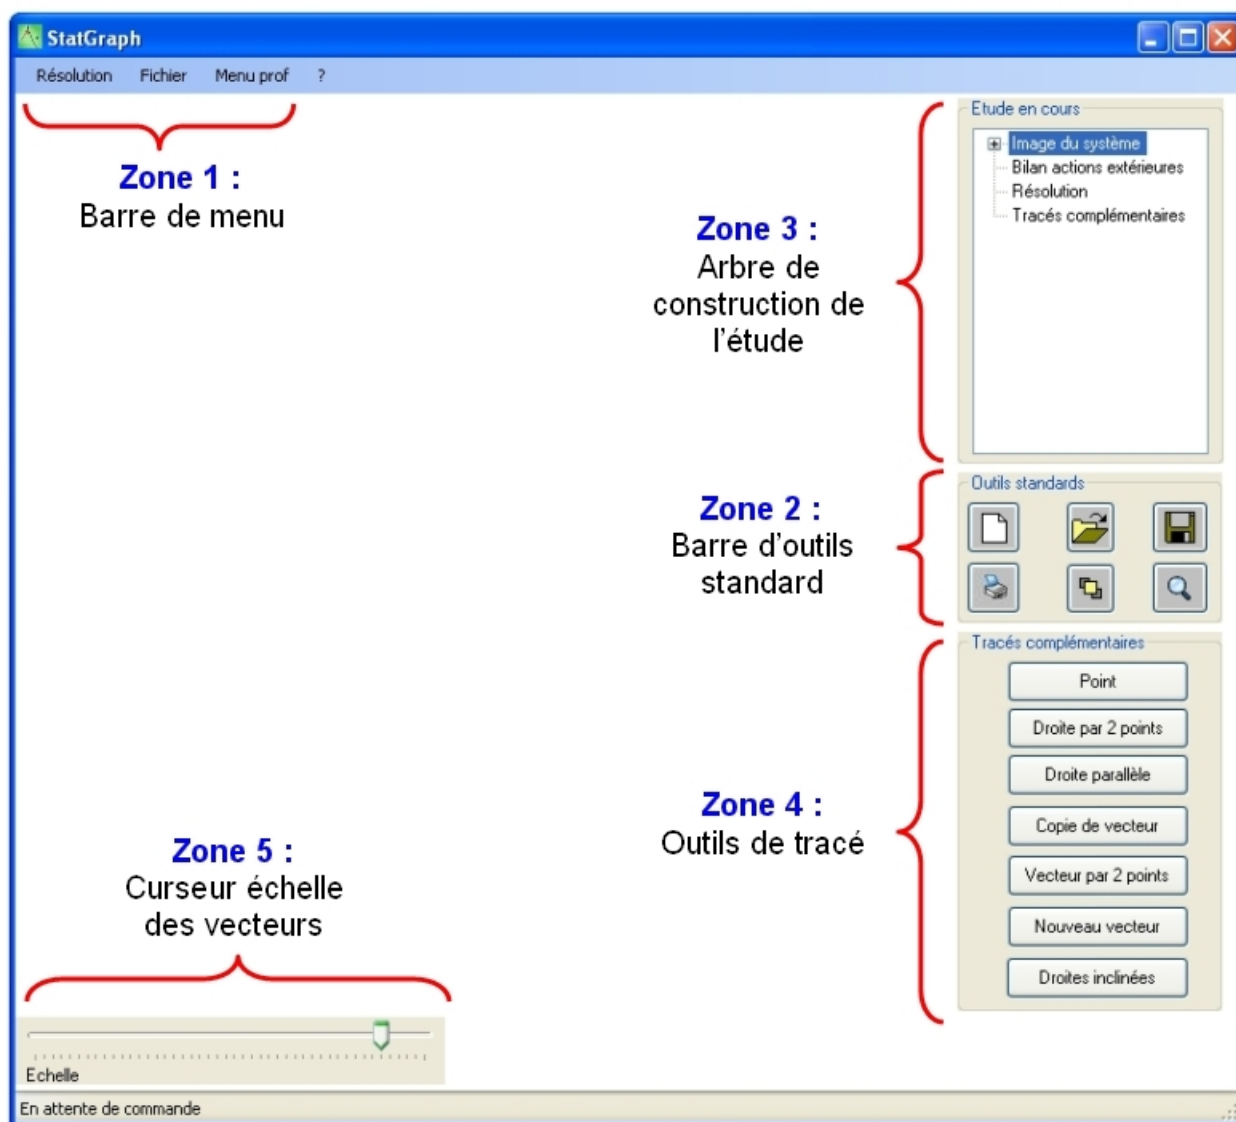 StatGraph
Résolution Fichier Menu prof ?
Zone 1 :
Barre de menu
Etude en cours
Image du système
Bilan actions extérieures
Résolution
Tracés complémentaires
Zone 3 :
Arbre de
construction de
l'étude
Outils standards
Zone 2 :
Barre d'outils
standard
Tracés complémentaires
Point
Droite par 2 points
Droite parallèle
Copie de vecteur
Vecteur par 2 points
Nouveau vecteur
Droites inclinées
Zone 4 :
Outils de tracé
Zone 5 :
Curseur échelle
des vecteurs
Echelle
En attente de commande